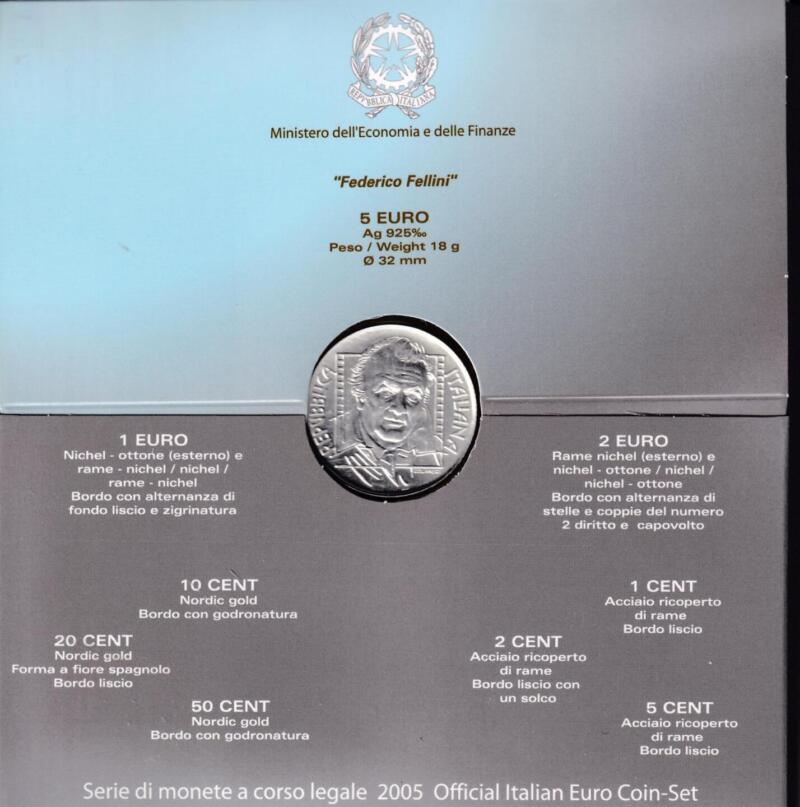 REPVBBLICA ITALIANA
Ministero dell'Economia e delle Finanze
"Federico Fellini"
5 EURO
Ag 925‰
Peso / Weight 18 g
Ø 32 mm
REPVBBLICA ITALIANA
1 EURO
Nichel - ottone (esterno) e
rame - nichel / nichel /
rame - nichel
Bordo con alternanza di
fondo liscio e zigrinatura
2 EURO
Rame nichel (esterno) e
nichel - ottone / nichel /
nichel - ottone
Bordo con alternanza di
stelle e coppie del numero
2 diritto e capovolto
10 CENT
Nordic gold
Bordo con godronatura
1 CENT
Acciaio ricoperto
di rame
Bordo liscio
20 CENT
Nordic gold
Forma a fiore spagnolo
Bordo liscio
2 CENT
Acciaio ricoperto
di rame
Bordo liscio con
un solco
50 CENT
Nordic gold
Bordo con godronatura
5 CENT
Acciaio ricoperto
di rame
Bordo liscio
Serie di monete a corso legale 2005 Official Italian Euro Coin-Set